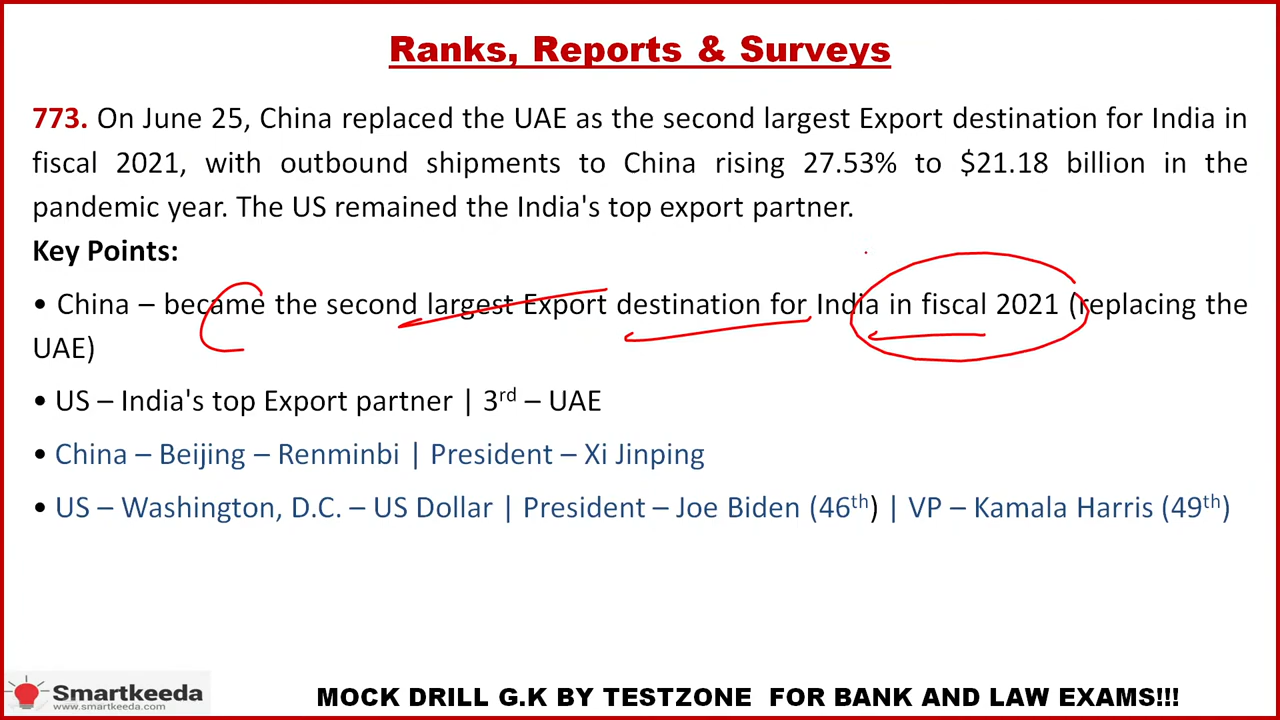 Ranks, Reports & Surveys
773. On June 25, China replaced the UAE as the second largest Export destination for India in
fiscal 2021, with outbound shipments to China rising 27.53% to $21.18 billion in the
pandemic year. The US remained the India's top export partner.
Key Points:
• China – became the second largest Export destination for India in fiscal 2021 (replacing the
UAE)
• US – India's top Export partner | 3rd – UAE
• China – Beijing – Renminbi | President – Xi Jinping
• US – Washington, D.C. – US Dollar | President – Joe Biden (46th) | VP – Kamala Harris (49th)
Smartkeeda
www.smartkeeda.com
MOCK DRILL G.K BY TESTZONE FOR BANK AND LAW EXAMS!!!